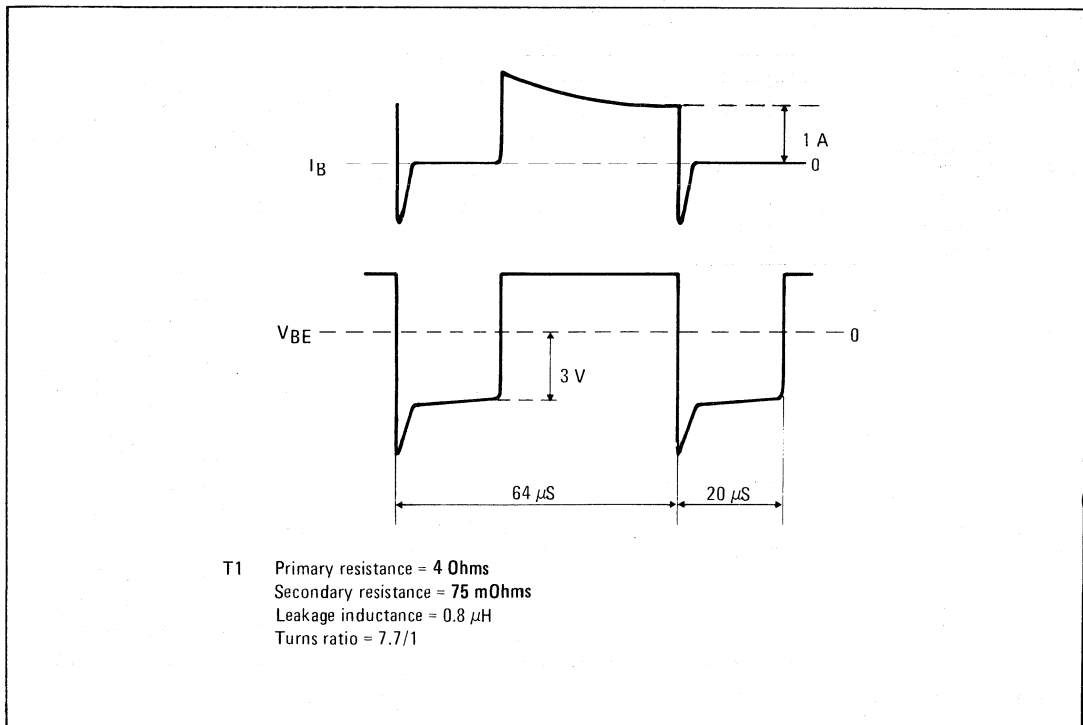 1 A
I_B
0
V_BE
0
3 V
64 µS
20 µS
T1 Primary resistance = 4 Ohms
Secondary resistance = 75 mOhms
Leakage inductance = 0.8 µH
Turns ratio = 7.7/1